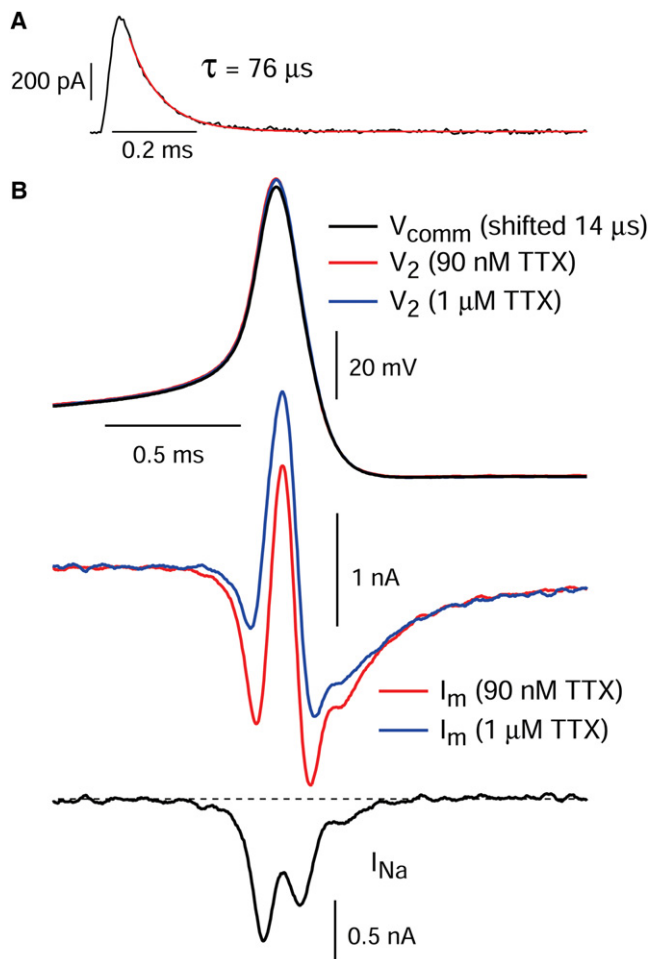 A
200 pA
τ = 76 μs
0.2 ms
B
V_comm (shifted 14 μs)
V_2 (90 nM TTX)
V_2 (1 μM TTX)
20 mV
0.5 ms
1 nA
I_m (90 nM TTX)
I_m (1 μM TTX)
I_Na
0.5 nA